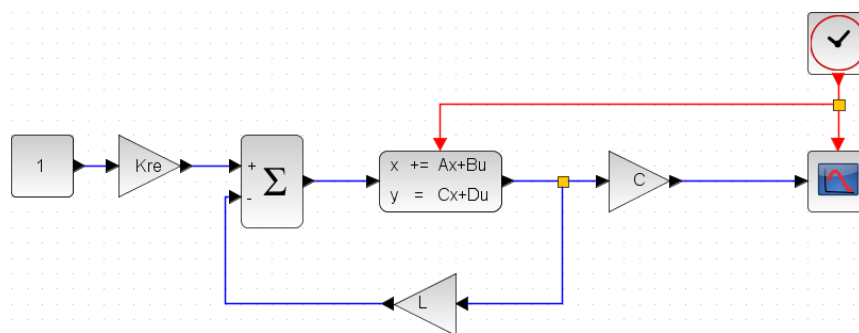 1
Kre
+
-
Σ
x += Ax+Bu
y = Cx+Du
C
L